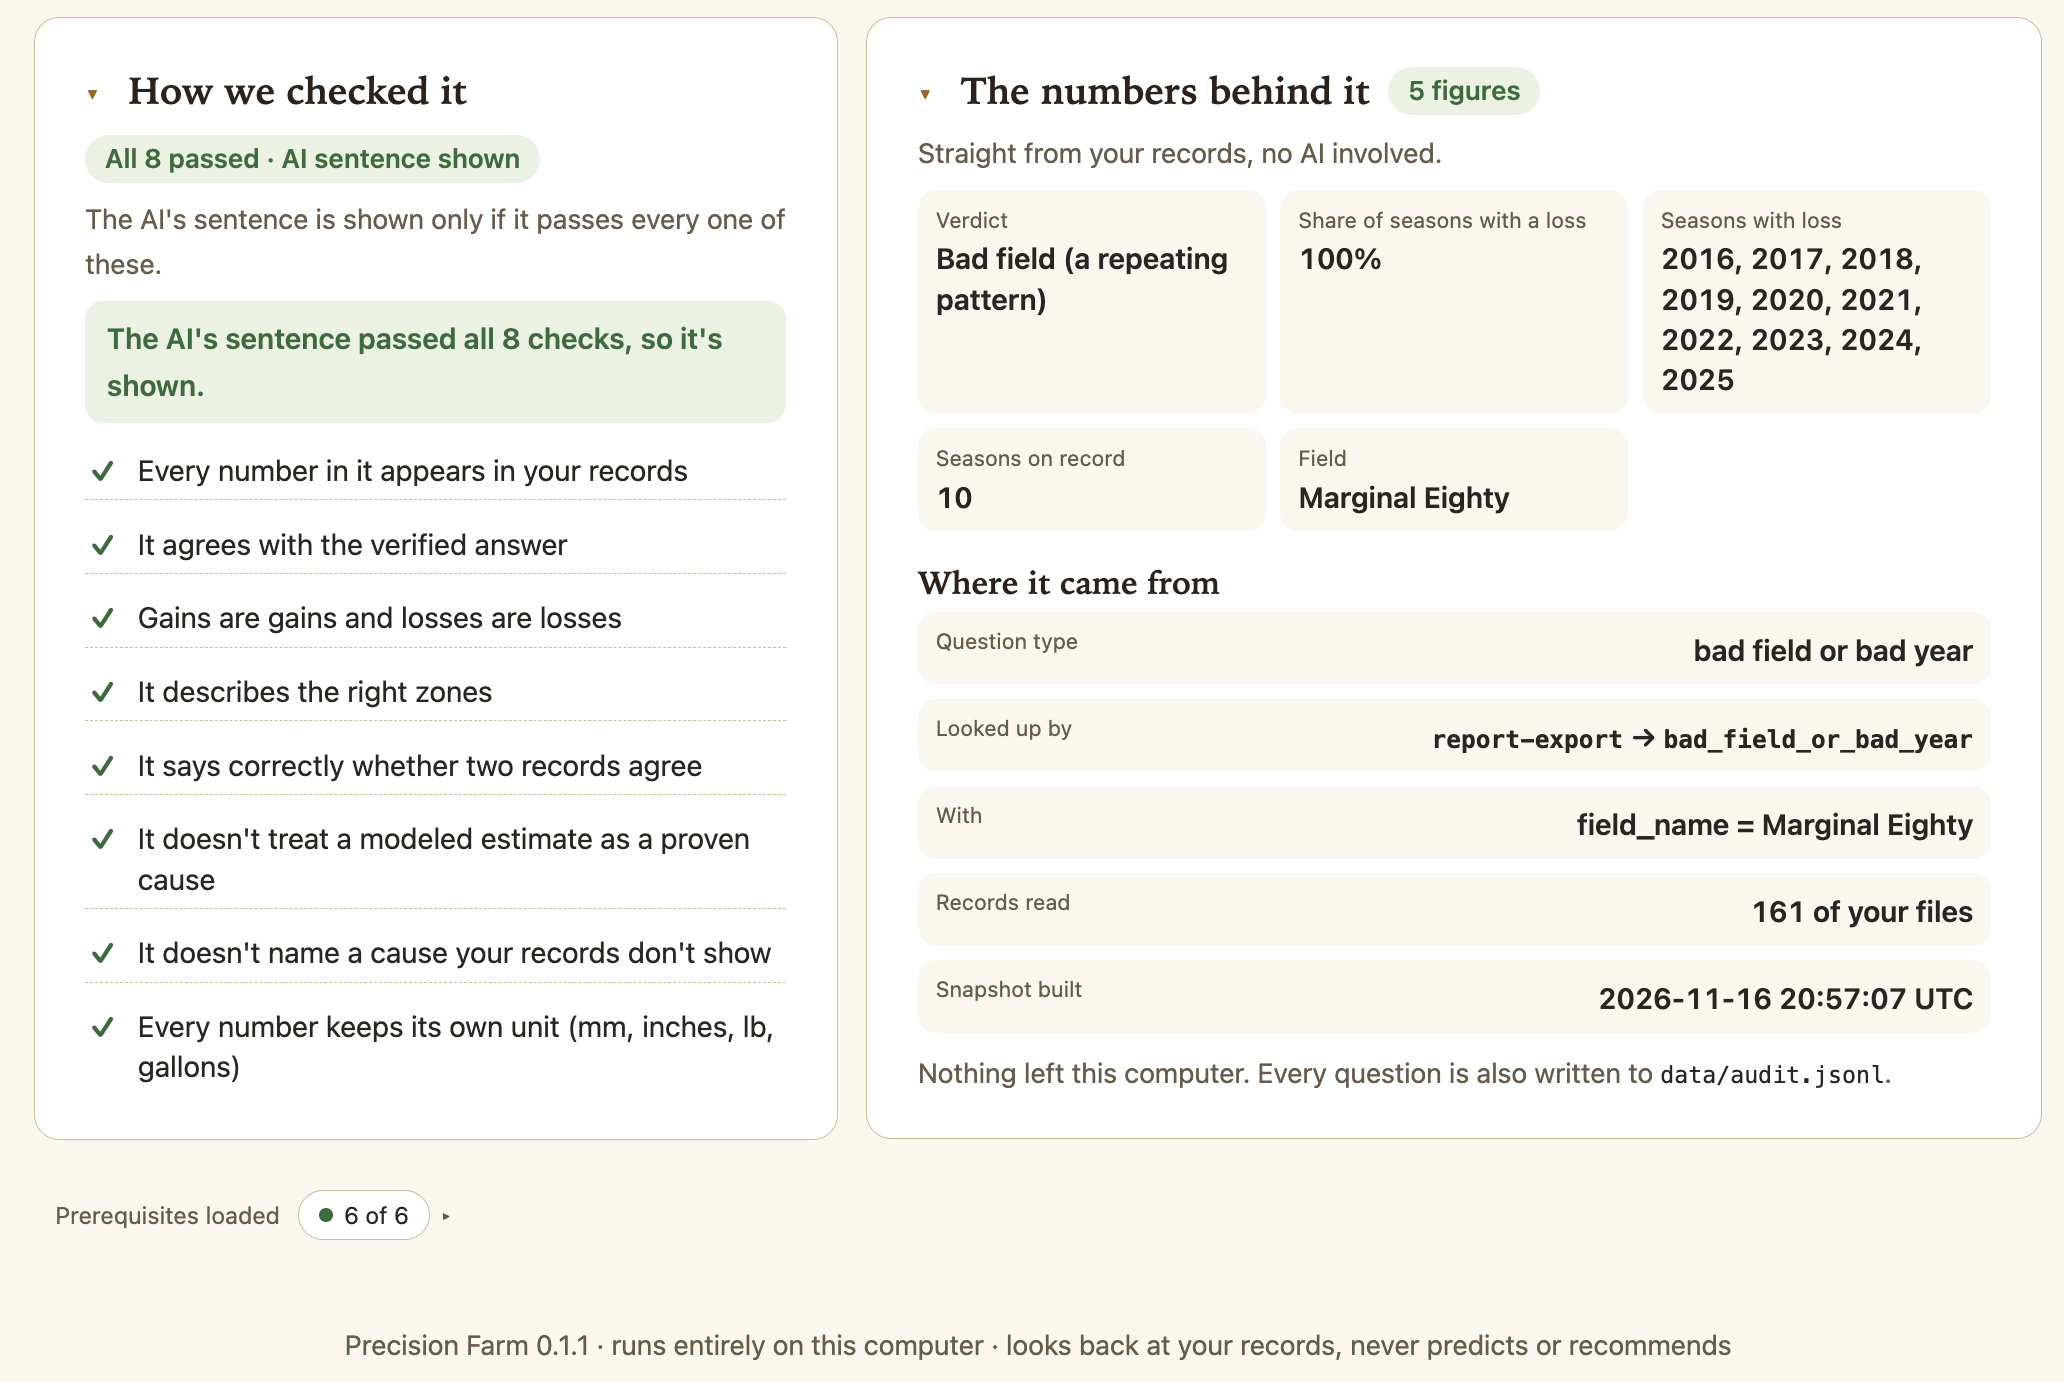 How we checked it
All 8 passed · AI sentence shown
The AI's sentence is shown only if it passes every one of
these.
The AI's sentence passed all 8 checks, so it's
shown.
Every number in it appears in your records
It agrees with the verified answer
Gains are gains and losses are losses
It describes the right zones
It says correctly whether two records agree
It doesn't treat a modeled estimate as a proven
cause
It doesn't name a cause your records don't show
Every number keeps its own unit (mm, inches, lb,
gallons)
The numbers behind it
5 figures
Straight from your records, no AI involved.
Verdict
Bad field (a repeating
pattern)
Share of seasons with a loss
100%
Seasons with loss
2016, 2017, 2018,
2019, 2020, 2021,
2022, 2023, 2024,
2025
Seasons on record
10
Field
Marginal Eighty
Where it came from
Question type
bad field or bad year
Looked up by
report-export → bad_field_or_bad_year
With
field_name = Marginal Eighty
Records read
161 of your files
Snapshot built
2026-11-16 20:57:07 UTC
Nothing left this computer. Every question is also written to data/audit.jsonl.
Prerequisites loaded
6 of 6
Precision Farm 0.1.1 · runs entirely on this computer · looks back at your records, never predicts or recommends